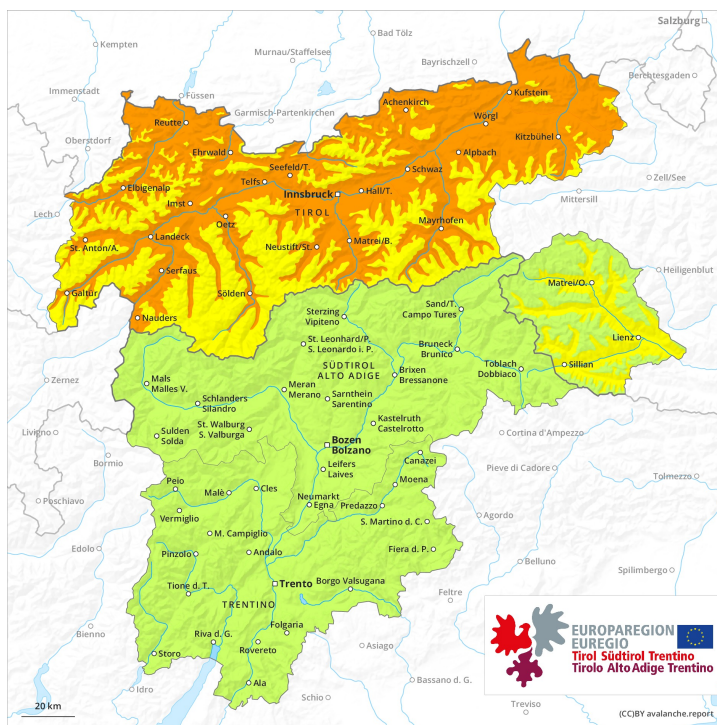 Salzburg
Kempten
Bad Tölz
Murnau/Staffelsee
Bayrischzell
Berchtesgaden
Immenstadt
Füssen
Garmisch-Partenkirchen
Achenkirch
Kufstein
Reutte
Wörgl
Oberstdorf
Kitzbühel
Ehrwald
Alpbach
Seefeld/T.
Schwaz
Zell/See
Telfs
Elbigenalp
Innsbruck
Hall/T.
Mittersill
Lech
Imst
TIROL
Oetz
Mayrhofen
St. Anton/A.
Landeck
Neustift/St.
Matrei/B.
Serfaus
Heiligenblut
Galtür
Sölden
Matrei/O.
Nauders
Sterzing
Vipiteno
Sand/T.
Campo Tures
Lienz
St. Leonhard/P.
S. Leonardo i. P.
Bruneck
Brunico
SÜDTIROL
ALTO ADIGE
Toblach
Dobbiaco
Sillian
Brixen
Bressanone
Zernez
Mals
Malles V.
Meran
Merano
Sarnthein
Sarentino
Schlanders
Silandro
Kastelruth
Castelrotto
St. Walburg
S. Valburga
Sulden
Solda
Livigno
Cortina d'Ampezzo
Bozen
Bolzano
Bormio
Canazei
Pieve di Cadore
Leifers
Laives
Tolmezzo
Peio
Malè
Cles
Moena
Poschiavo
Neumarkt
Egna
Predazzo
Vermiglio
Agordo
S. Martino d. C.
M. Campiglio
Edolo
Pinzolo
Andalo
Fiera d. P.
Belluno
Spilimbergo
Tione d. T.
Trento
Borgo Valsugana
Feltre
TRENTINO
Bienno
Folgaria
Riva d. G.
Rovereto
Asiago
Storo
Bassano d. G.
Idro
Ala
Schio
Treviso
EUROPAREGION
EUREGIO
Tirol Südtirol Trentino
Tirolo Alto Adige Trentino
20 km
(CC)BY avalanche.report